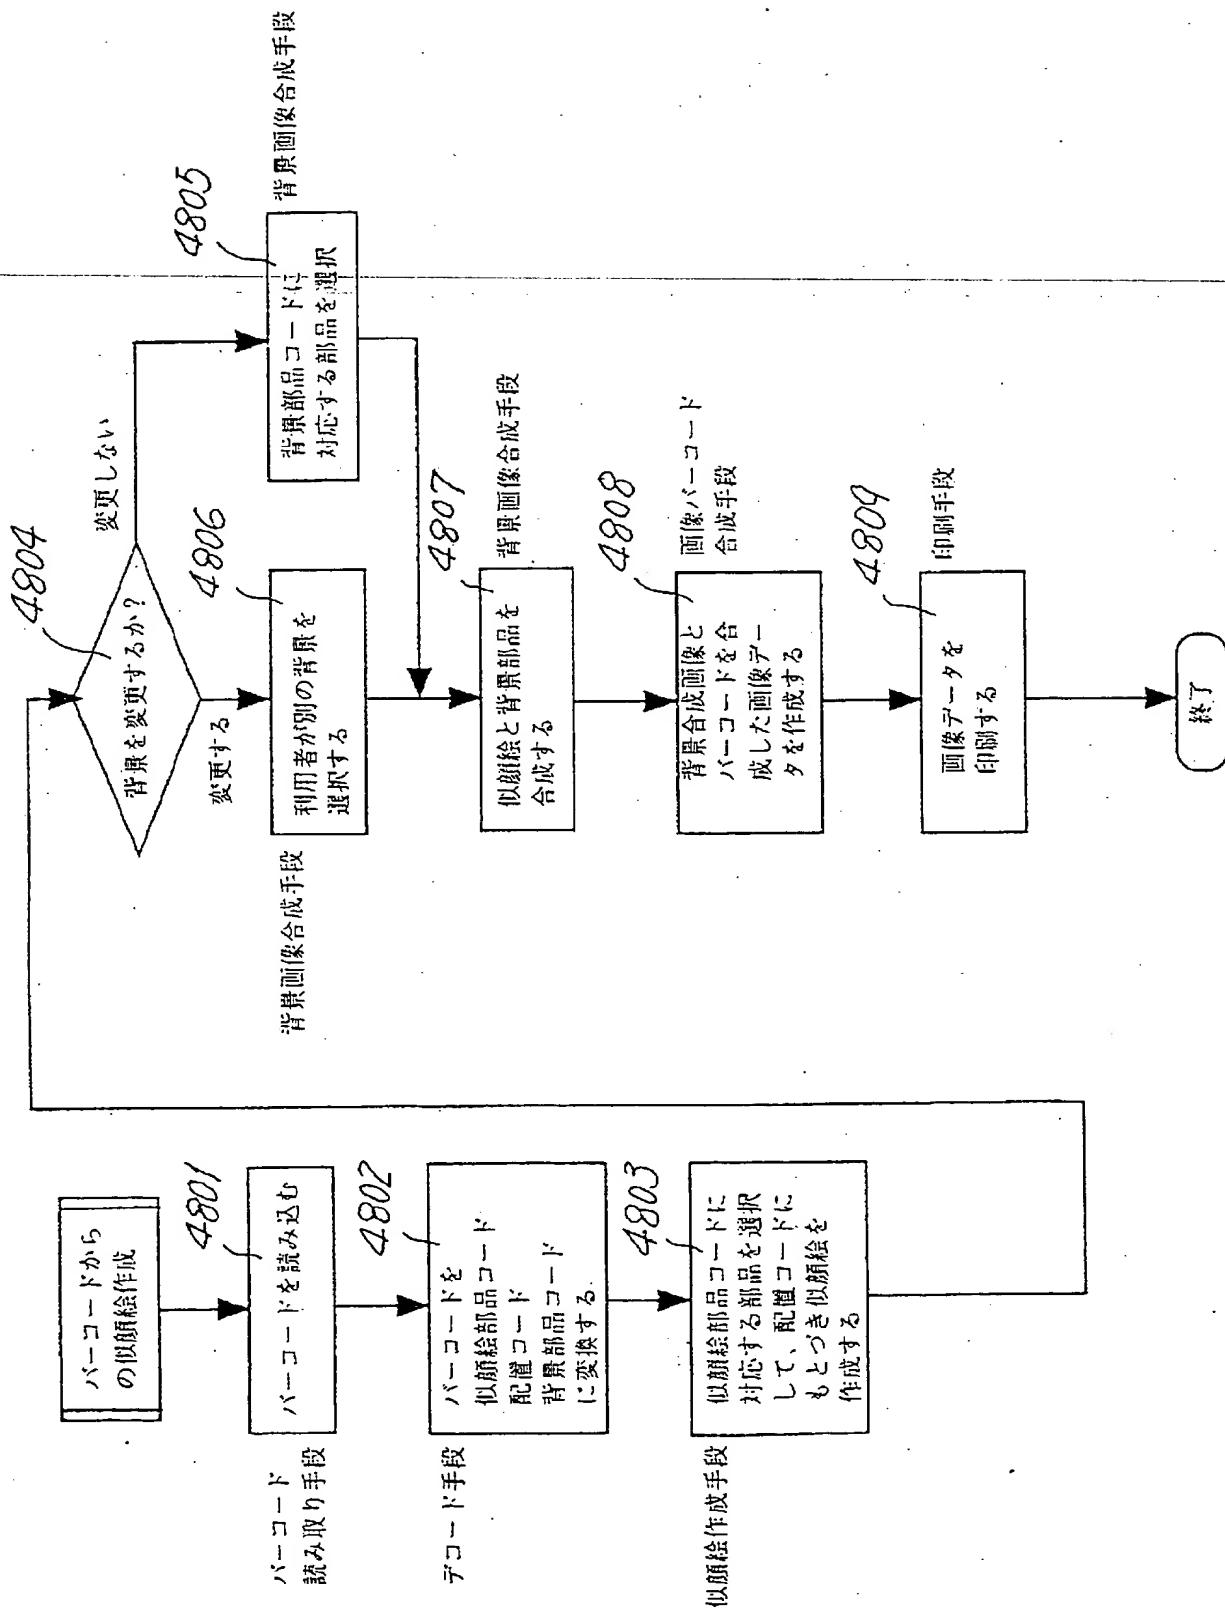 バーコードから
の似顔絵作成
4801
バーコードを読み込む
バーコード
読み取り手段
4802
バーコードを
似顔絵部品コード
配置コード
背景部品コード
に変換する
デコード手段
4803
似顔絵部品コードに
対応する部品を選択
して、配置コードに
もとづき似顔絵を
作成する
似顔絵作成手段
4804
背景を変更するか？
変更しない
変更する
4805
背景部品コードに
対応する部品を選択
背景画像合成手段
4806
利用者が別の背景を
選択する
背景画像合成手段
4807
似顔絵と背景部品を
合成する
背景画像合成手段
4808
背景合成画像と
バーコードを合
成した画像デー
タを作成する
画像バーコード
合成手段
4809
画像データを
印刷する
印刷手段
終了